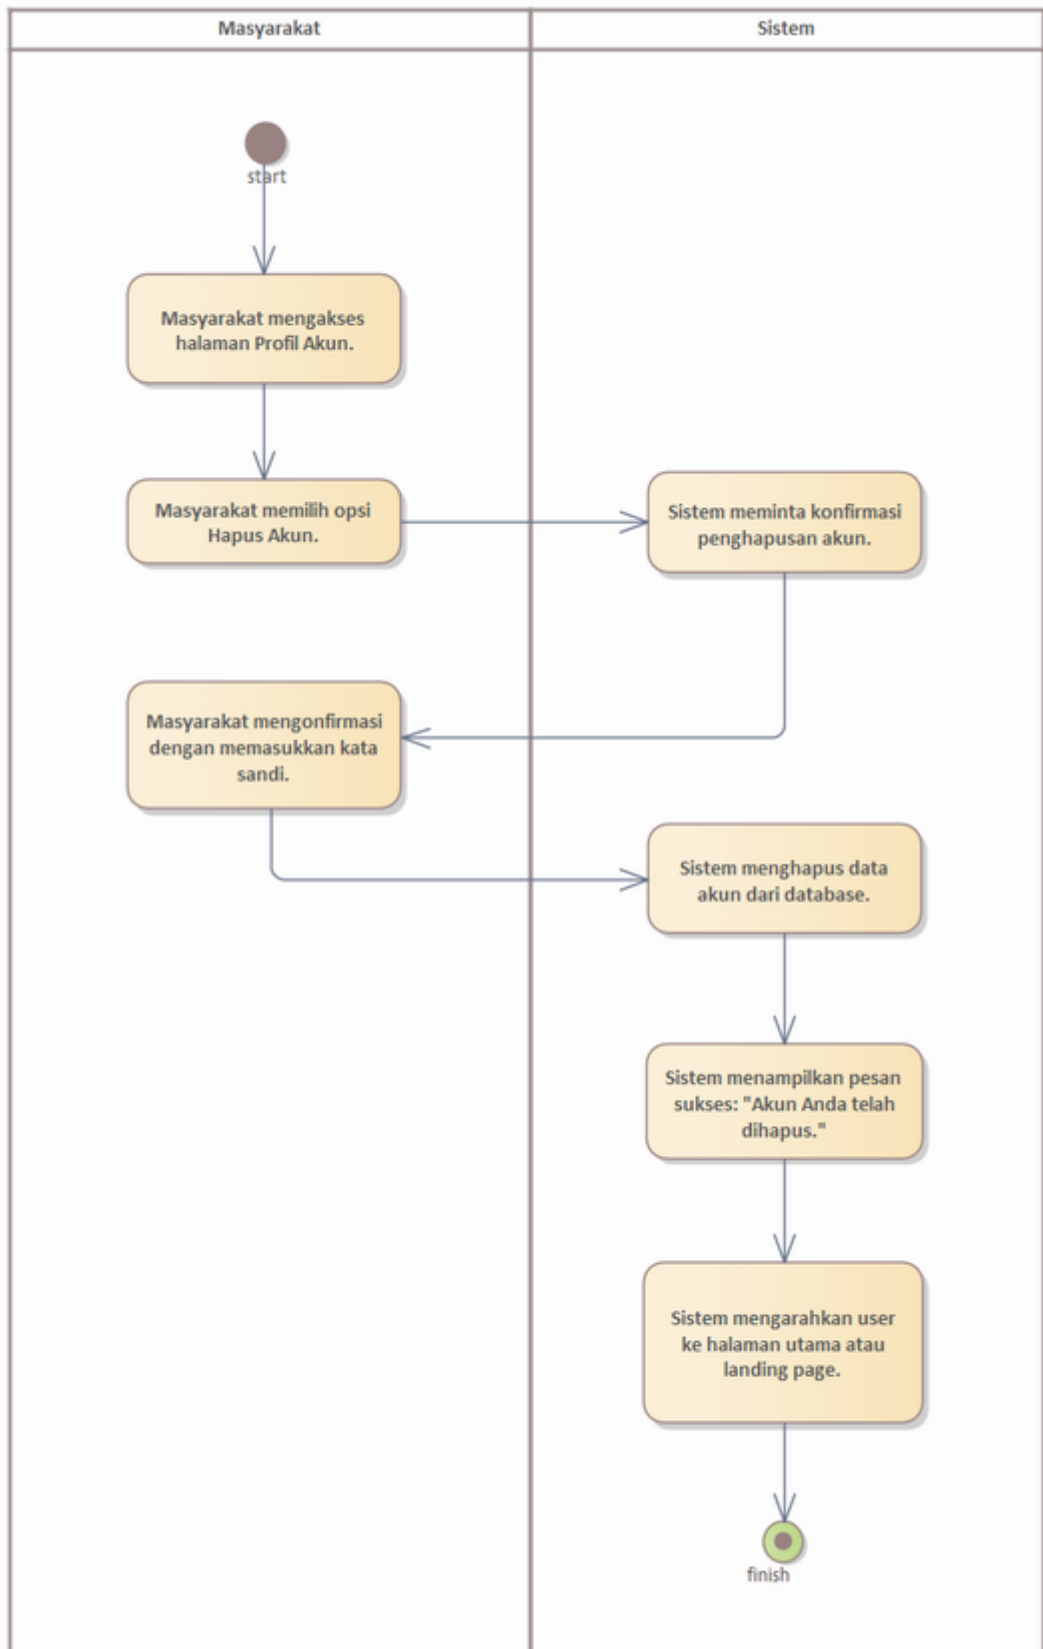 Masyarakat
Sistem
start
Masyarakat mengakses
halaman Profil Akun.
Masyarakat memilih opsi
Hapus Akun.
Sistem meminta konfirmasi
penghapusan akun.
Masyarakat mengonfirmasi
dengan memasukkan kata
sandi.
Sistem menghapus data
akun dari database.
Sistem menampilkan pesan
sukses: "Akun Anda telah
dihapus."
Sistem mengarahkan user
ke halaman utama atau
landing page.
finish